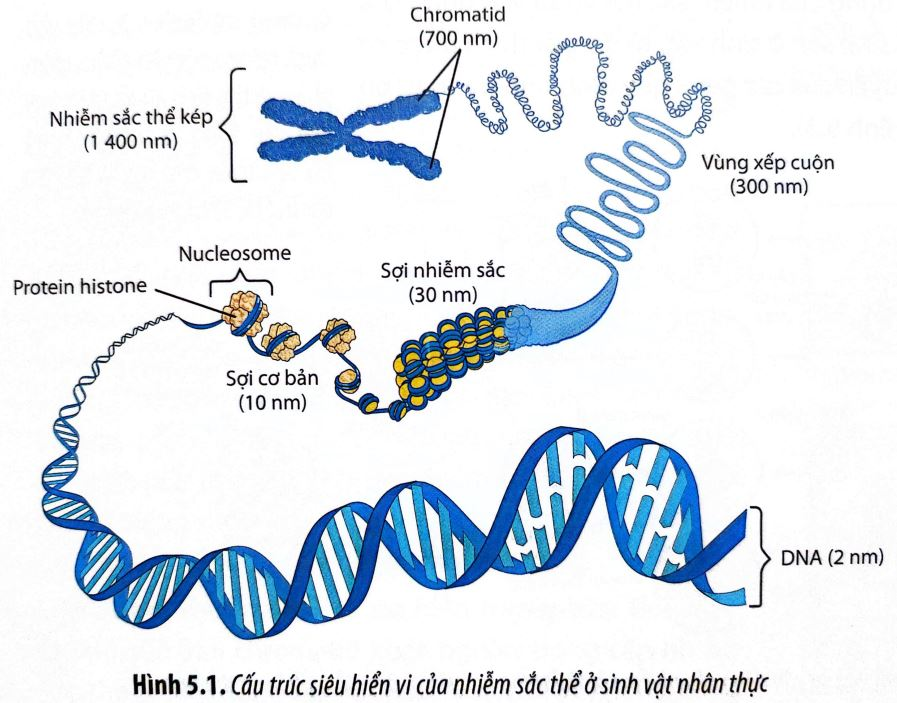 Chromatid
(700 nm)
Nhiễm sắc thể kép
(1 400 nm)
Vùng xếp cuộn
(300 nm)
Nucleosome
Protein histone
Sợi nhiễm sắc
(30 nm)
Sợi cơ bản
(10 nm)
DNA (2 nm)
Hình 5.1. Cấu trúc siêu hiển vi của nhiễm sắc thể ở sinh vật nhân thực